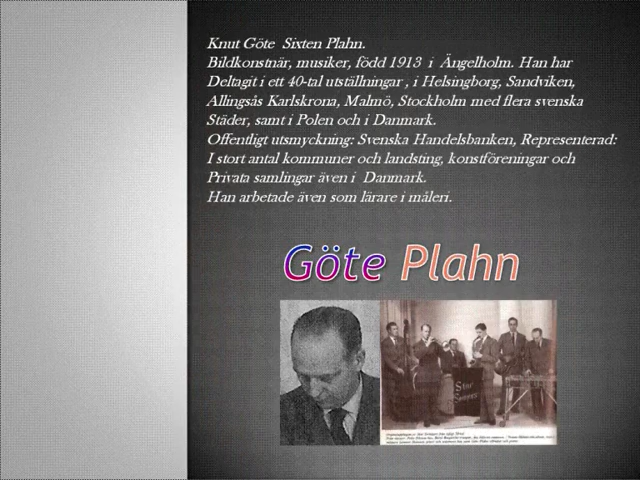 Knut Göte Sixten Plahn.
Bildkonstnär, musiker, född 1913 i Ängelholm. Han har
Deltagit i ett 40-tal utställningar , i Helsingborg, Sandviken,
Allingsås Karlskrona, Malmö, Stockholm med flera svenska
Städer, samt i Polen och i Danmark.
Offentligt utsmyckning: Svenska Handelsbanken, Representerad:
I stort antal kommuner och landsting, konstföreningar och
Privata samlingar även i Danmark.
Han arbetade även som lärare i måleri.
Göte Plahn
Star